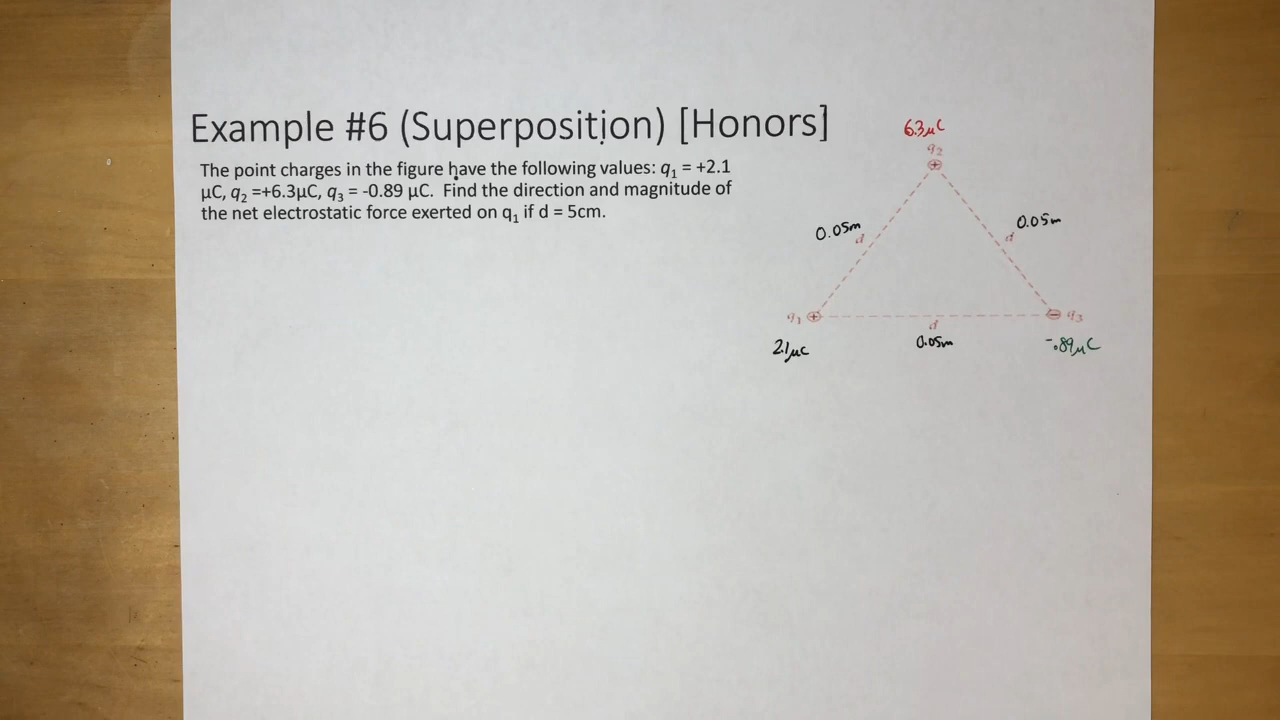 Example #6 (Superposition) [Honors]
The point charges in the figure have the following values: q₁ = +2.1
μC, q₂ =+6.3μC, q₃ = -0.89 μC. Find the direction and magnitude of
the net electrostatic force exerted on q₁ if d = 5cm.
6.3μC
q₂
0.05m
d
0.05m
d
q₁
q₃
d
2.1μC
0.05m
-.89μC